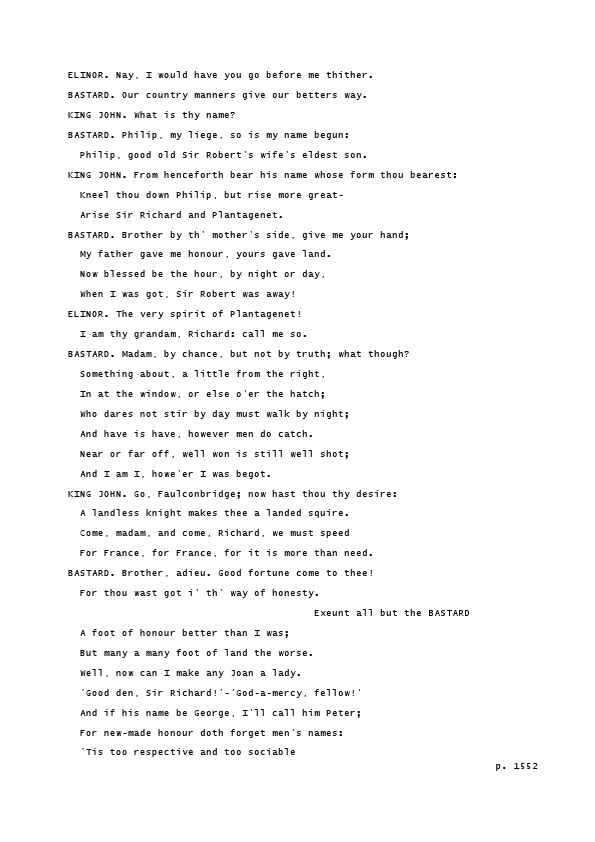 ELINOR. Nay, I would have you go before me thither.
BASTARD. Our country manners give our betters way.
KING JOHN. What is thy name?
BASTARD. Philip, my liege, so is my name begun:
Philip, good old Sir Robert's wife's eldest son.
KING JOHN. From henceforth bear his name whose form thou bearest:
Kneel thou down Philip, but rise more great-
Arise Sir Richard and Plantagenet.
BASTARD. Brother by th' mother's side, give me your hand;
My father gave me honour, yours gave land.
Now blessed be the hour, by night or day,
When I was got, Sir Robert was away!
ELINOR. The very spirit of Plantagenet!
I am thy grandam, Richard: call me so.
BASTARD. Madam, by chance, but not by truth; what though?
Something about, a little from the right,
In at the window, or else o'er the hatch;
Who dares not stir by day must walk by night;
And have is have, however men do catch.
Near or far off, well won is still well shot;
And I am I, howe'er I was begot.
KING JOHN. Go, Faulconbridge; now hast thou thy desire:
A landless knight makes thee a landed squire.
Come, madam, and come, Richard, we must speed
For France, for France, for it is more than need.
BASTARD. Brother, adieu. Good fortune come to thee!
For thou wast got i' th' way of honesty.
Exeunt all but the BASTARD
A foot of honour better than I was;
But many a many foot of land the worse.
Well, now can I make any Joan a lady.
'Good den, Sir Richard!'-'God-a-mercy, fellow!'
And if his name be George, I'll call him Peter;
For new-made honour doth forget men's names:
'Tis too respective and too sociable
p. 1552